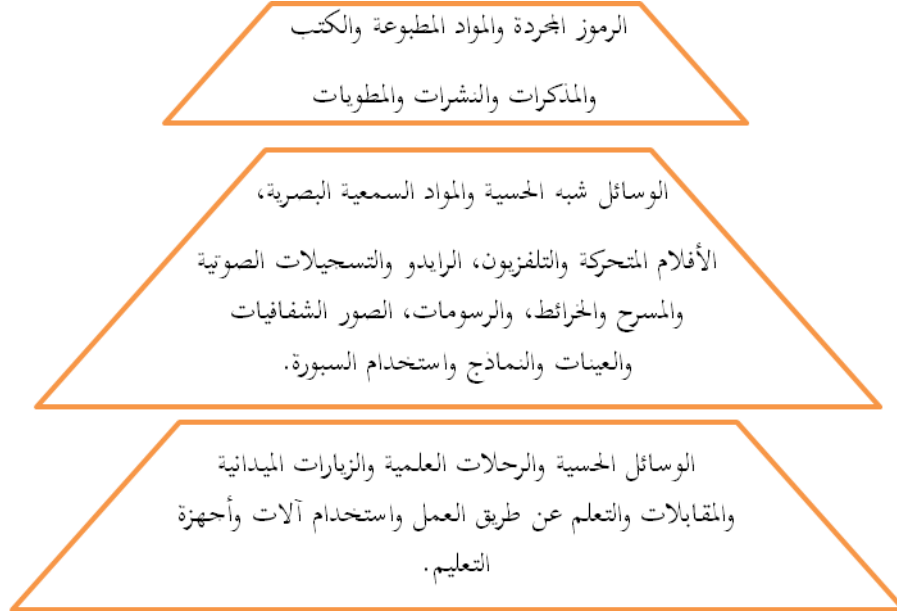 الرموز المجردة والمواد المطبوعة والكتب
والمذكرات والنشرات والمطويات
الوسائل شبه الحسية والمواد السمعية البصرية،
الأفلام المتحركة والتلفزيون، الرايدو والتسجيلات الصوتية
والمسرح والخرائط، والرسومات، الصور الشفافيات
والعينات والنماذج واستخدام السبورة.
الوسائل الحسية والرحلات العلمية والزيارات الميدانية
والمقابلات والتعلم عن طريق العمل واستخدام آلات وأجهزة
التعليم.